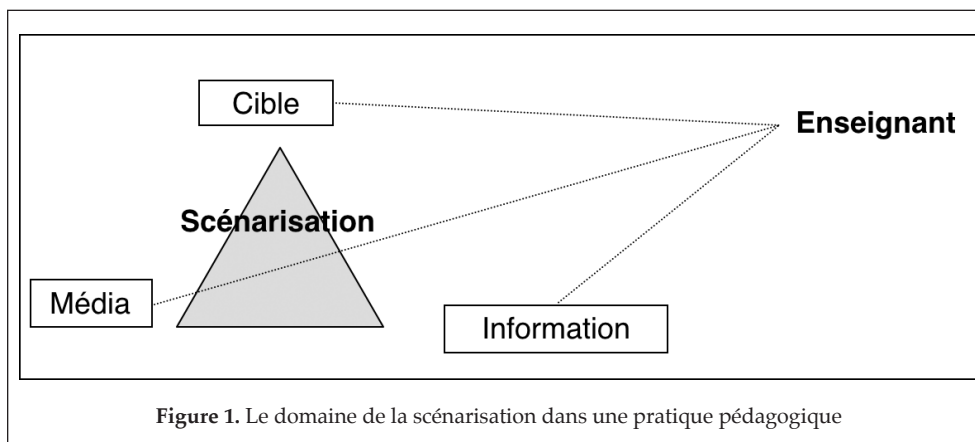 Cible
Enseignant
Scénarisation
Média
Information
Figure 1. Le domaine de la scénarisation dans une pratique pédagogique